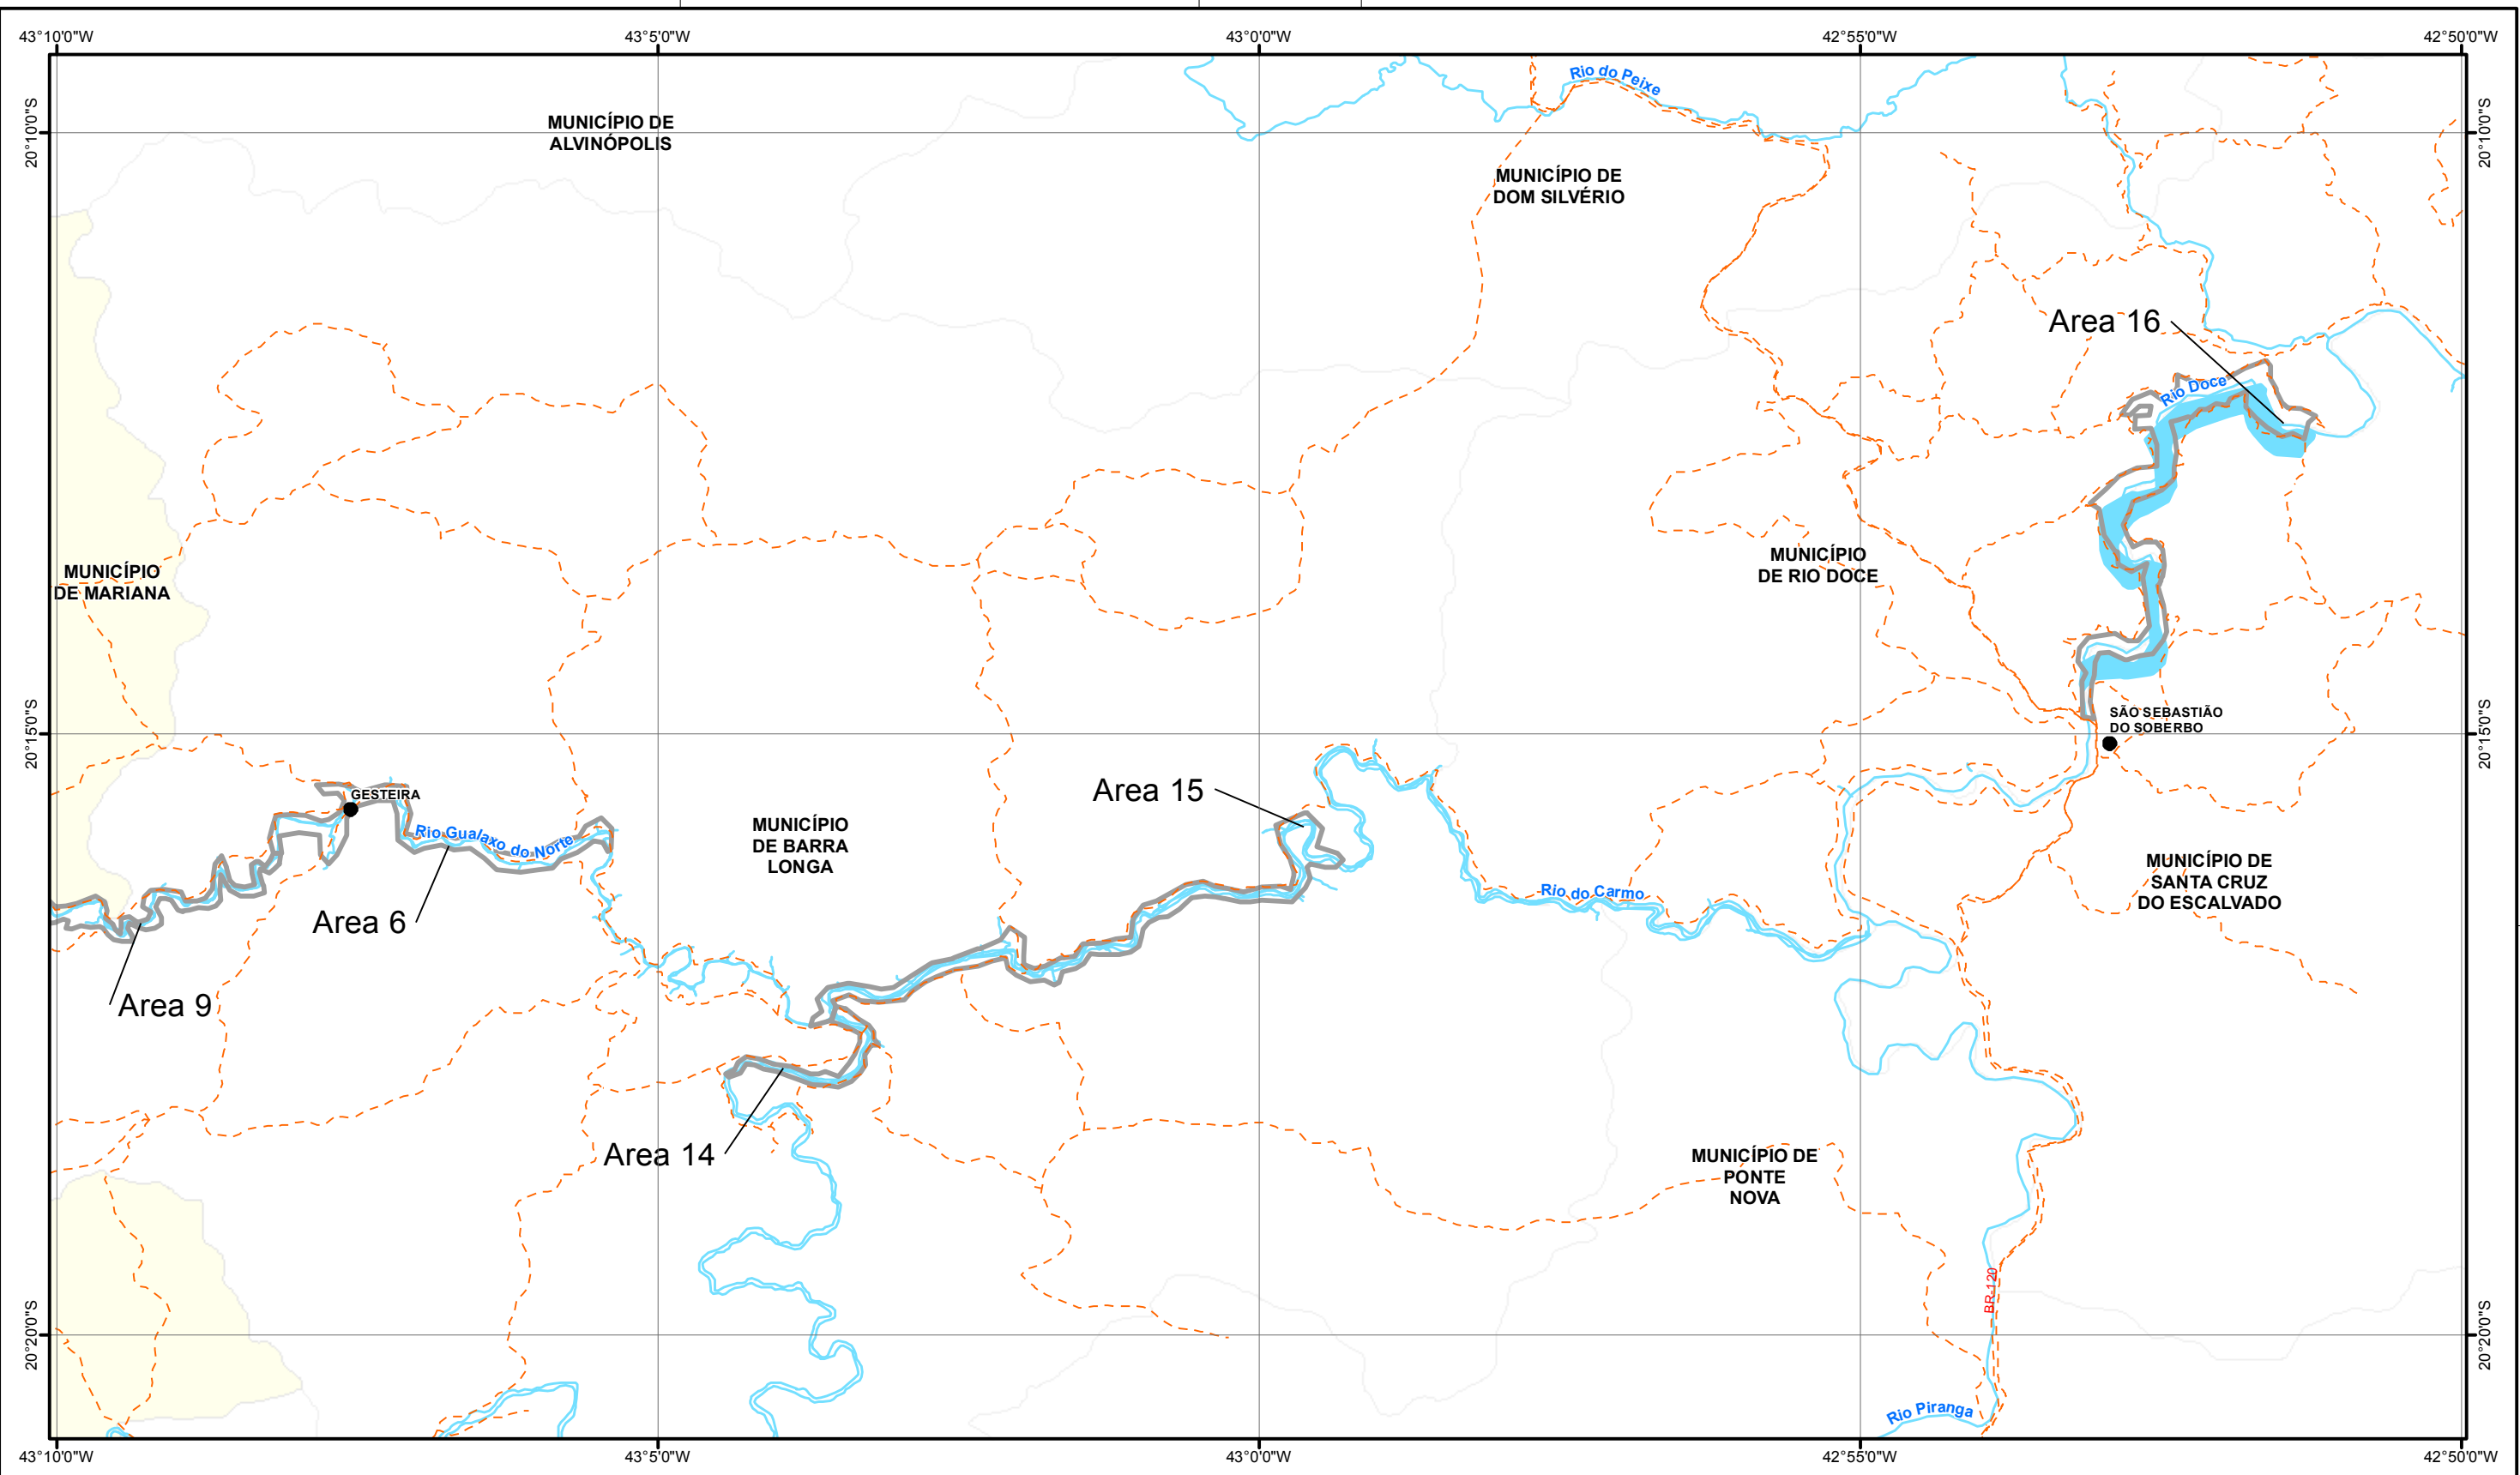 43°10'0"W
43°5'0"W
43°0'0"W
42°55'0"W
42°50'0"W
Rio do Peixe
20°10'0"S
20°10'0"S
MUNICÍPIO DE
ALVINÓPOLIS
MUNICÍPIO DE
DOM SILVÉRIO
Area 16
Rio Doce
MUNICÍPIO
DE MARIANA
MUNICÍPIO
DE RIO DOCE
20°15'0"S
20°15'0"S
SÃO SEBASTIÃO
DO SOBERBO
GESTEIRA
Area 15
Rio Gualaxo do Norte
MUNICÍPIO
DE BARRA
LONGA
Rio do Carmo
MUNICÍPIO DE
SANTA CRUZ
DO ESCALVADO
Area 6
Area 9
Area 14
MUNICÍPIO DE
PONTE
NOVA
BR-120
20°20'0"S
20°20'0"S
Rio Piranga
43°10'0"W
43°5'0"W
43°0'0"W
42°55'0"W
42°50'0"W